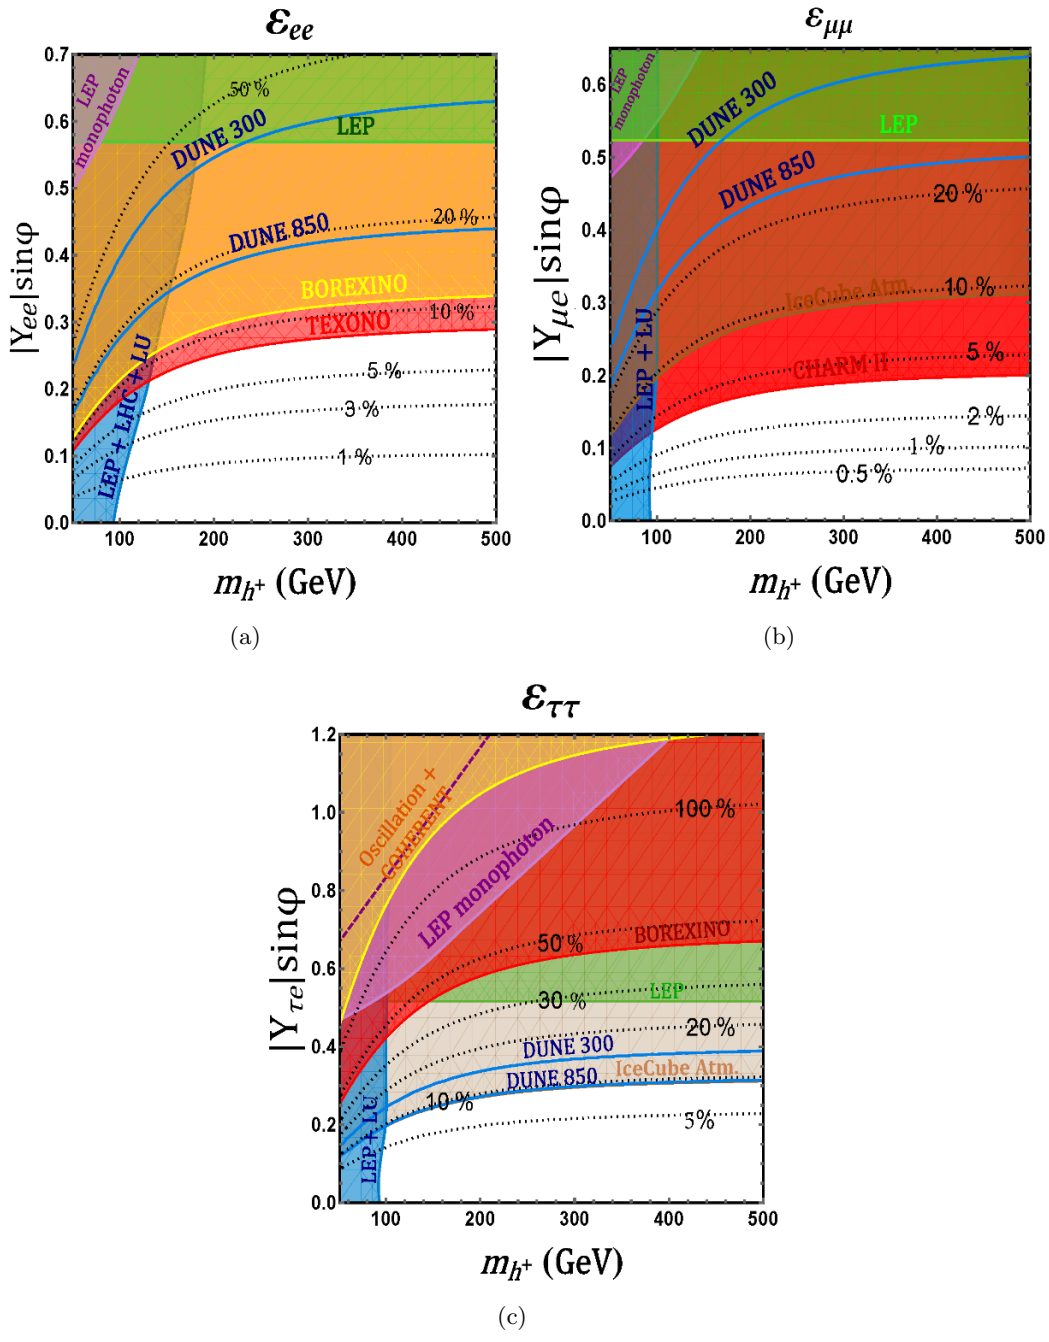 ε_ee
0.7
0.6
0.5
0.4
0.3
0.2
0.1
0.0
|Y_ee|sinφ
LEP
monophoton
50 %
DUNE 300
LEP
20 %
DUNE 850
BOREXINO
10 %
TEXONO
5 %
3 %
1 %
LEP + LHC + LU
100
200
300
400
500
m_h+ (GeV)
(a)
ε_μμ
0.6
0.5
0.4
0.3
0.2
0.1
0.0
|Y_μe|sinφ
LEP
monophoton
DUNE 300
LEP
DUNE 850
20 %
IceCube Atm.
10 %
5 %
CHARM II
2 %
1 %
0.5 %
LEP + LU
100
200
300
400
500
m_h+ (GeV)
(b)
ε_ττ
1.2
1.0
0.8
0.6
0.4
0.2
0.0
|Y_τe|sinφ
Oscillation +
COHERENT
LEP monophoton
100 %
50 %
BOREXINO
LEP
30 %
20 %
DUNE 300
IceCube Atm.
DUNE 850
10 %
5%
LEP + LU
100
200
300
400
500
m_h+ (GeV)
(c)